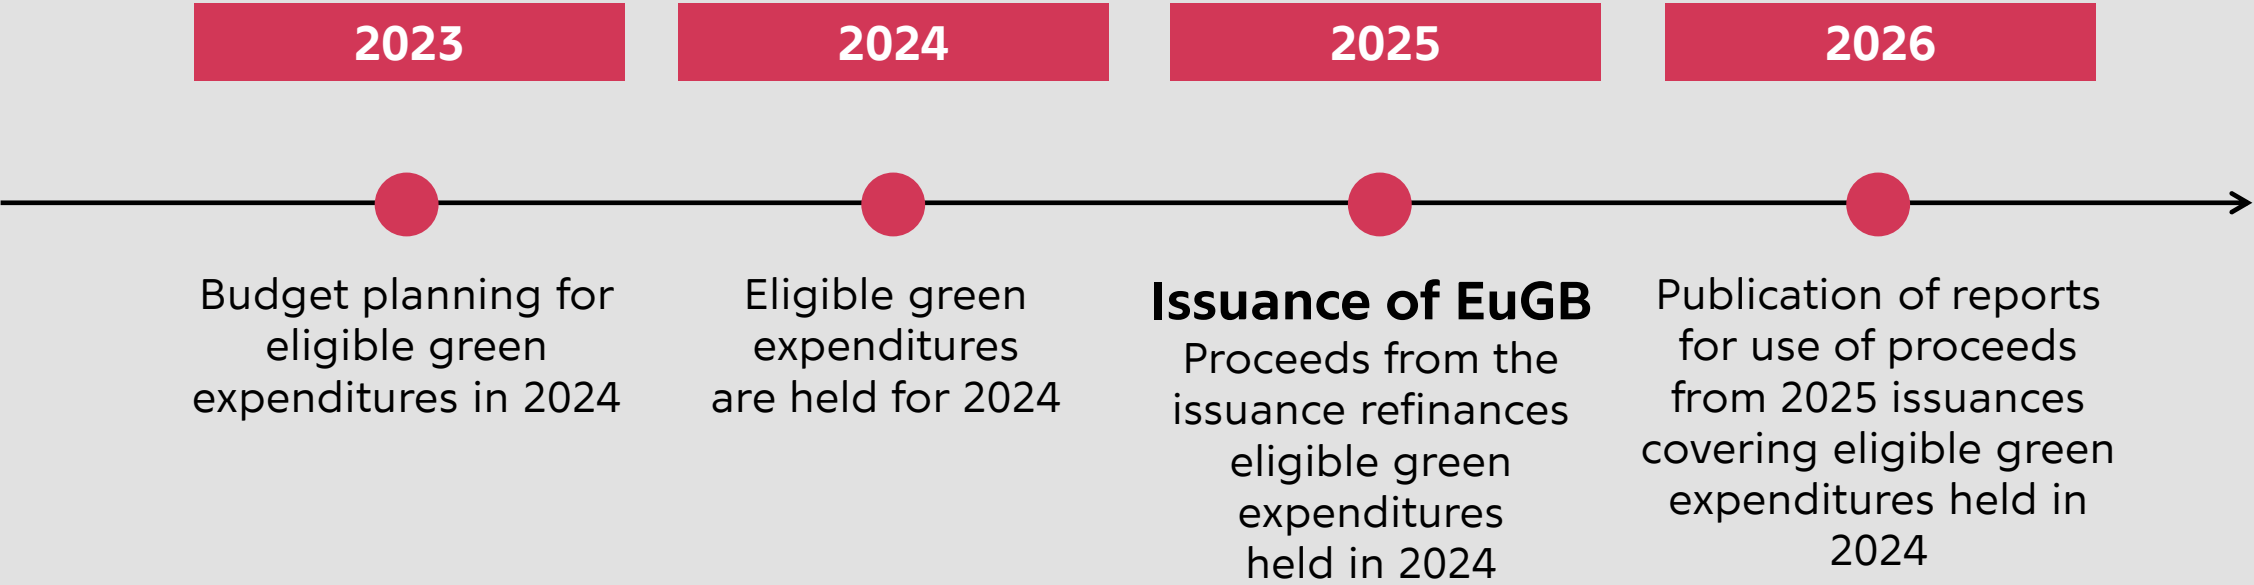 2023
2024
2025
2026
Budget planning for
eligible green
expenditures in 2024
Eligible green
expenditures
are held for 2024
Issuance of EuGB
Proceeds from the
issuance refinances
eligible green
expenditures
held in 2024
Publication of reports
for use of proceeds
from 2025 issuances
covering eligible green
expenditures held in
2024